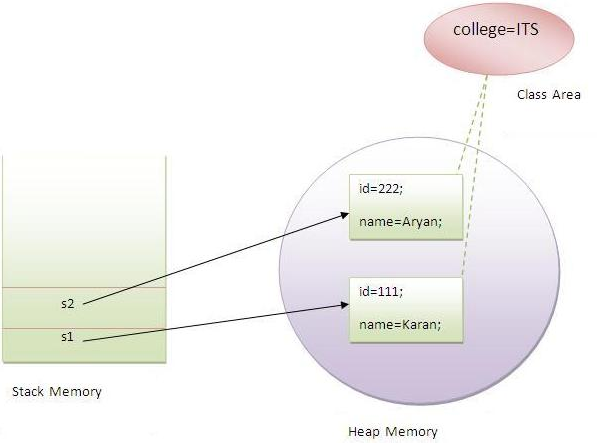 college=ITS
Class Area
id=222;
name=Aryan;
id=111;
name=Karan;
s2
s1
Stack Memory
Heap Memory